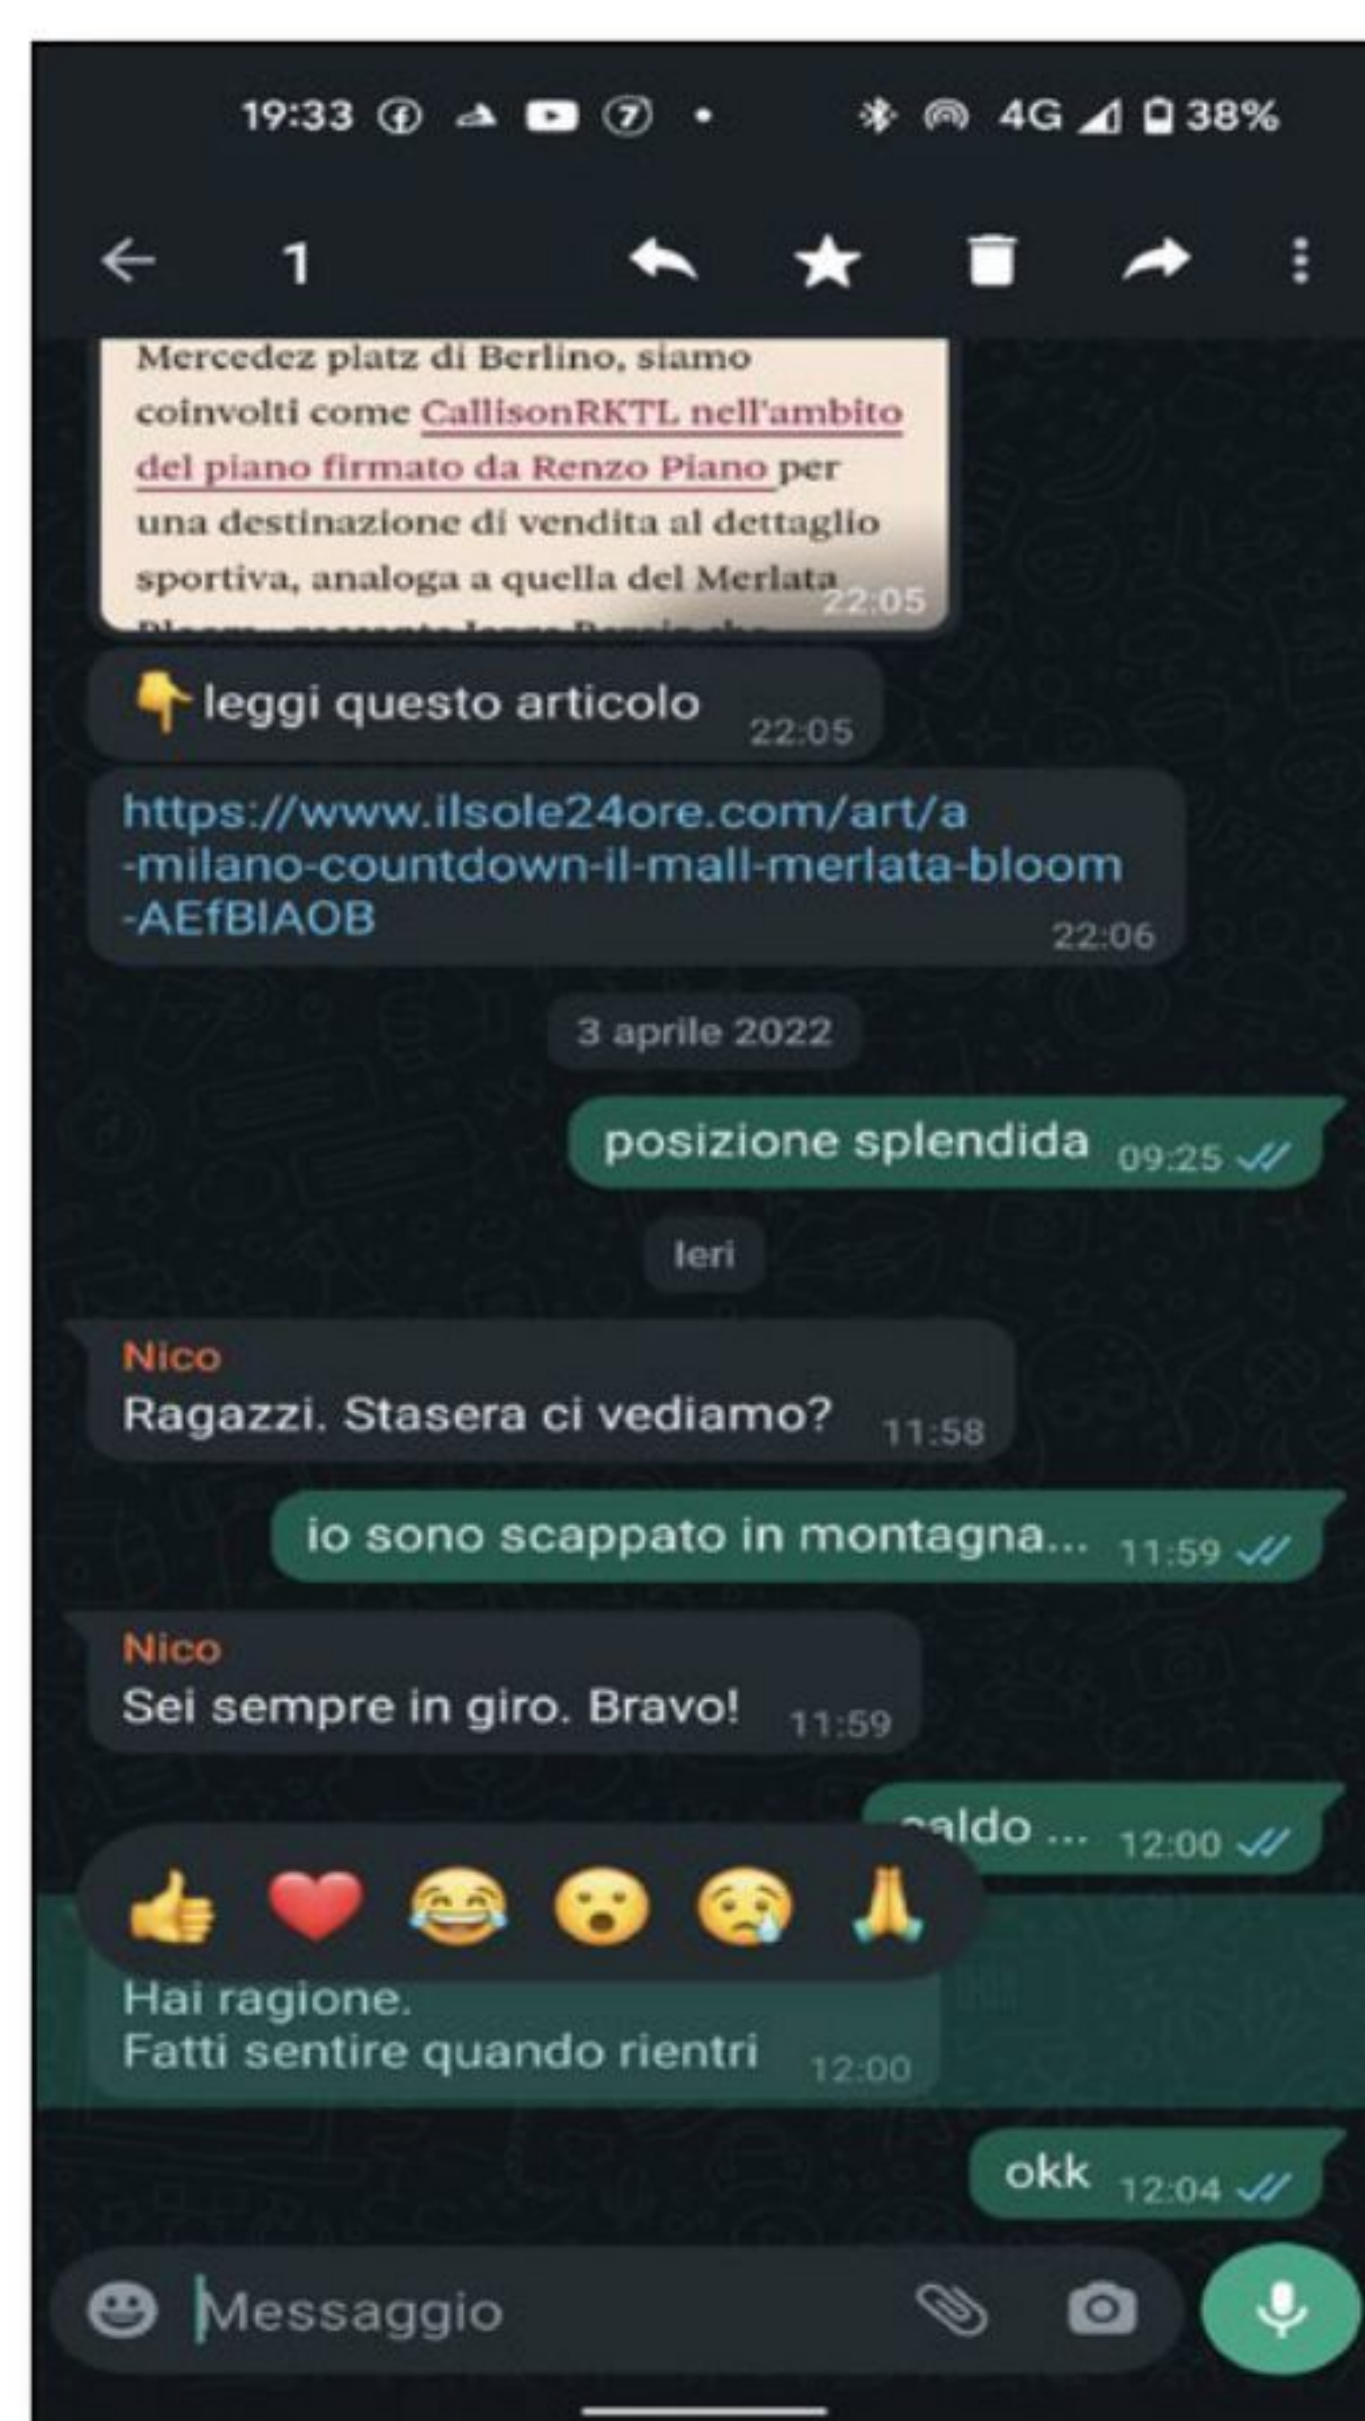 19:33 4G 38%
1
Mercedez platz di Berlino, siamo
coinvolti come CallisonRKTL nell'ambito
del piano firmato da Renzo Piano per
una destinazione di vendita al dettaglio
sportiva, analoga a quella del Merlata
22:05
leggi questo articolo 22:05
https://www.ilsole24ore.com/art/a
-milano-countdown-il-mall-merlata-bloom
-AEfBIAOB 22:06
3 aprile 2022
posizione splendida 09:25
Ieri
Nico
Ragazzi. Stasera ci vediamo? 11:58
io sono scappato in montagna... 11:59
Nico
Sei sempre in giro. Bravo! 11:59
caldo ... 12:00
Hai ragione.
Fatti sentire quando rientri 12:00
okk 12:04
Messaggio